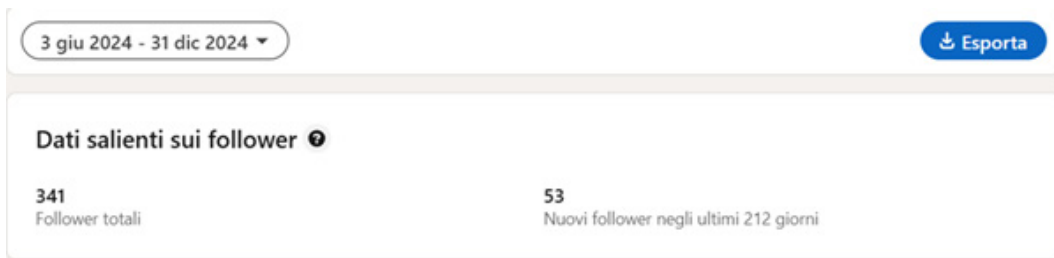 3 giu 2024 - 31 dic 2024
Esporta
Dati salienti sui follower
341
Follower totali
53
Nuovi follower negli ultimi 212 giorni